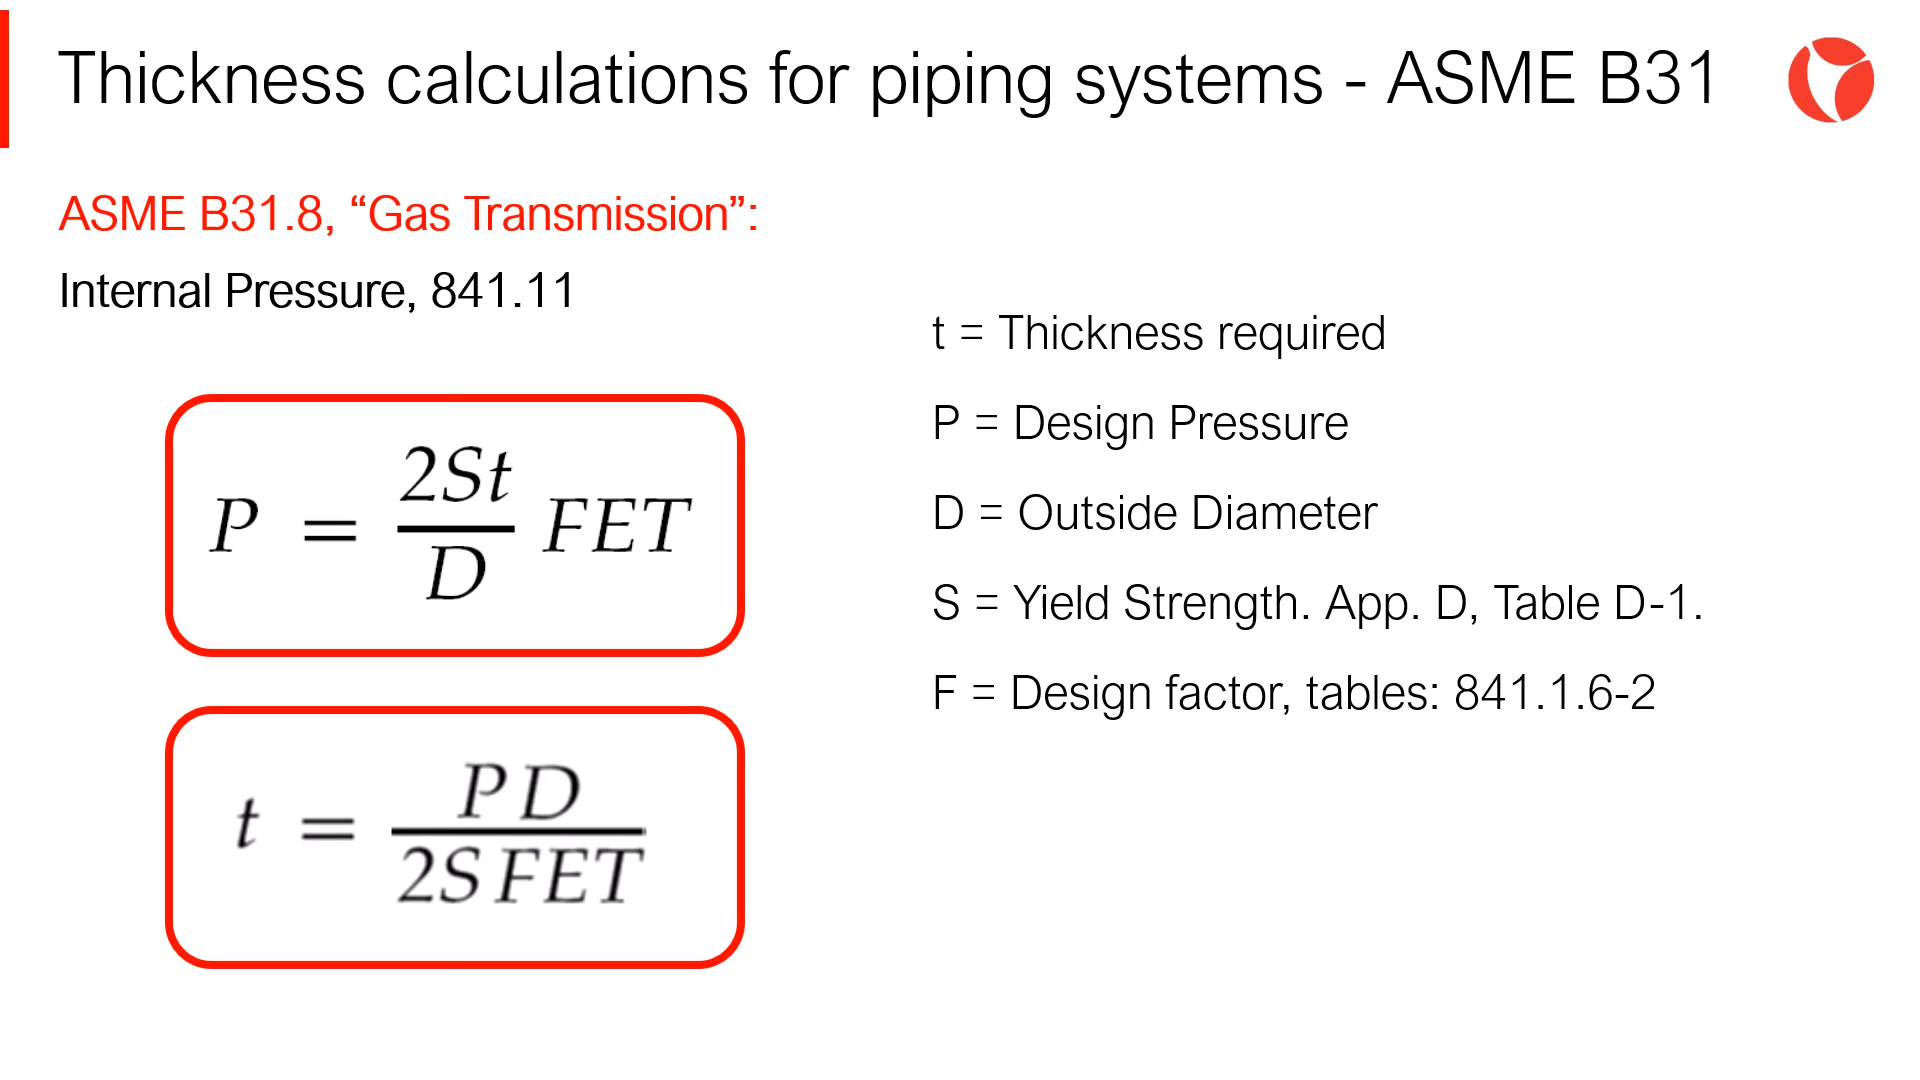 Thickness calculations for piping systems - ASME B31
ASME B31.8, “Gas Transmission”:
Internal Pressure, 841.11
P = 2St/D FET
t = PD/2SFET
t = Thickness required
P = Design Pressure
D = Outside Diameter
S = Yield Strength. App. D, Table D-1.
F = Design factor, tables: 841.1.6-2